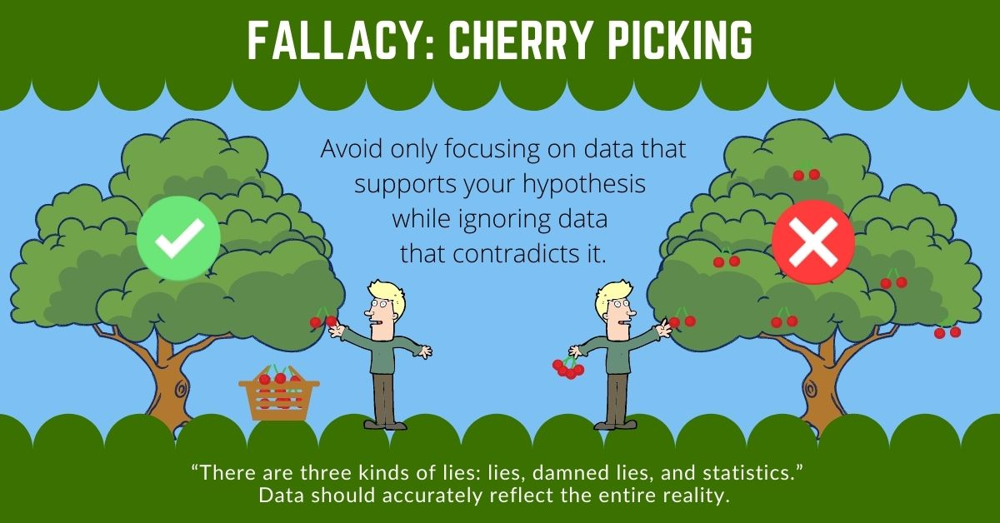 FALLACY: CHERRY PICKING
Avoid only focusing on data that
supports your hypothesis
while ignoring data
that contradicts it.
“There are three kinds of lies: lies, damned lies, and statistics.”
Data should accurately reflect the entire reality.